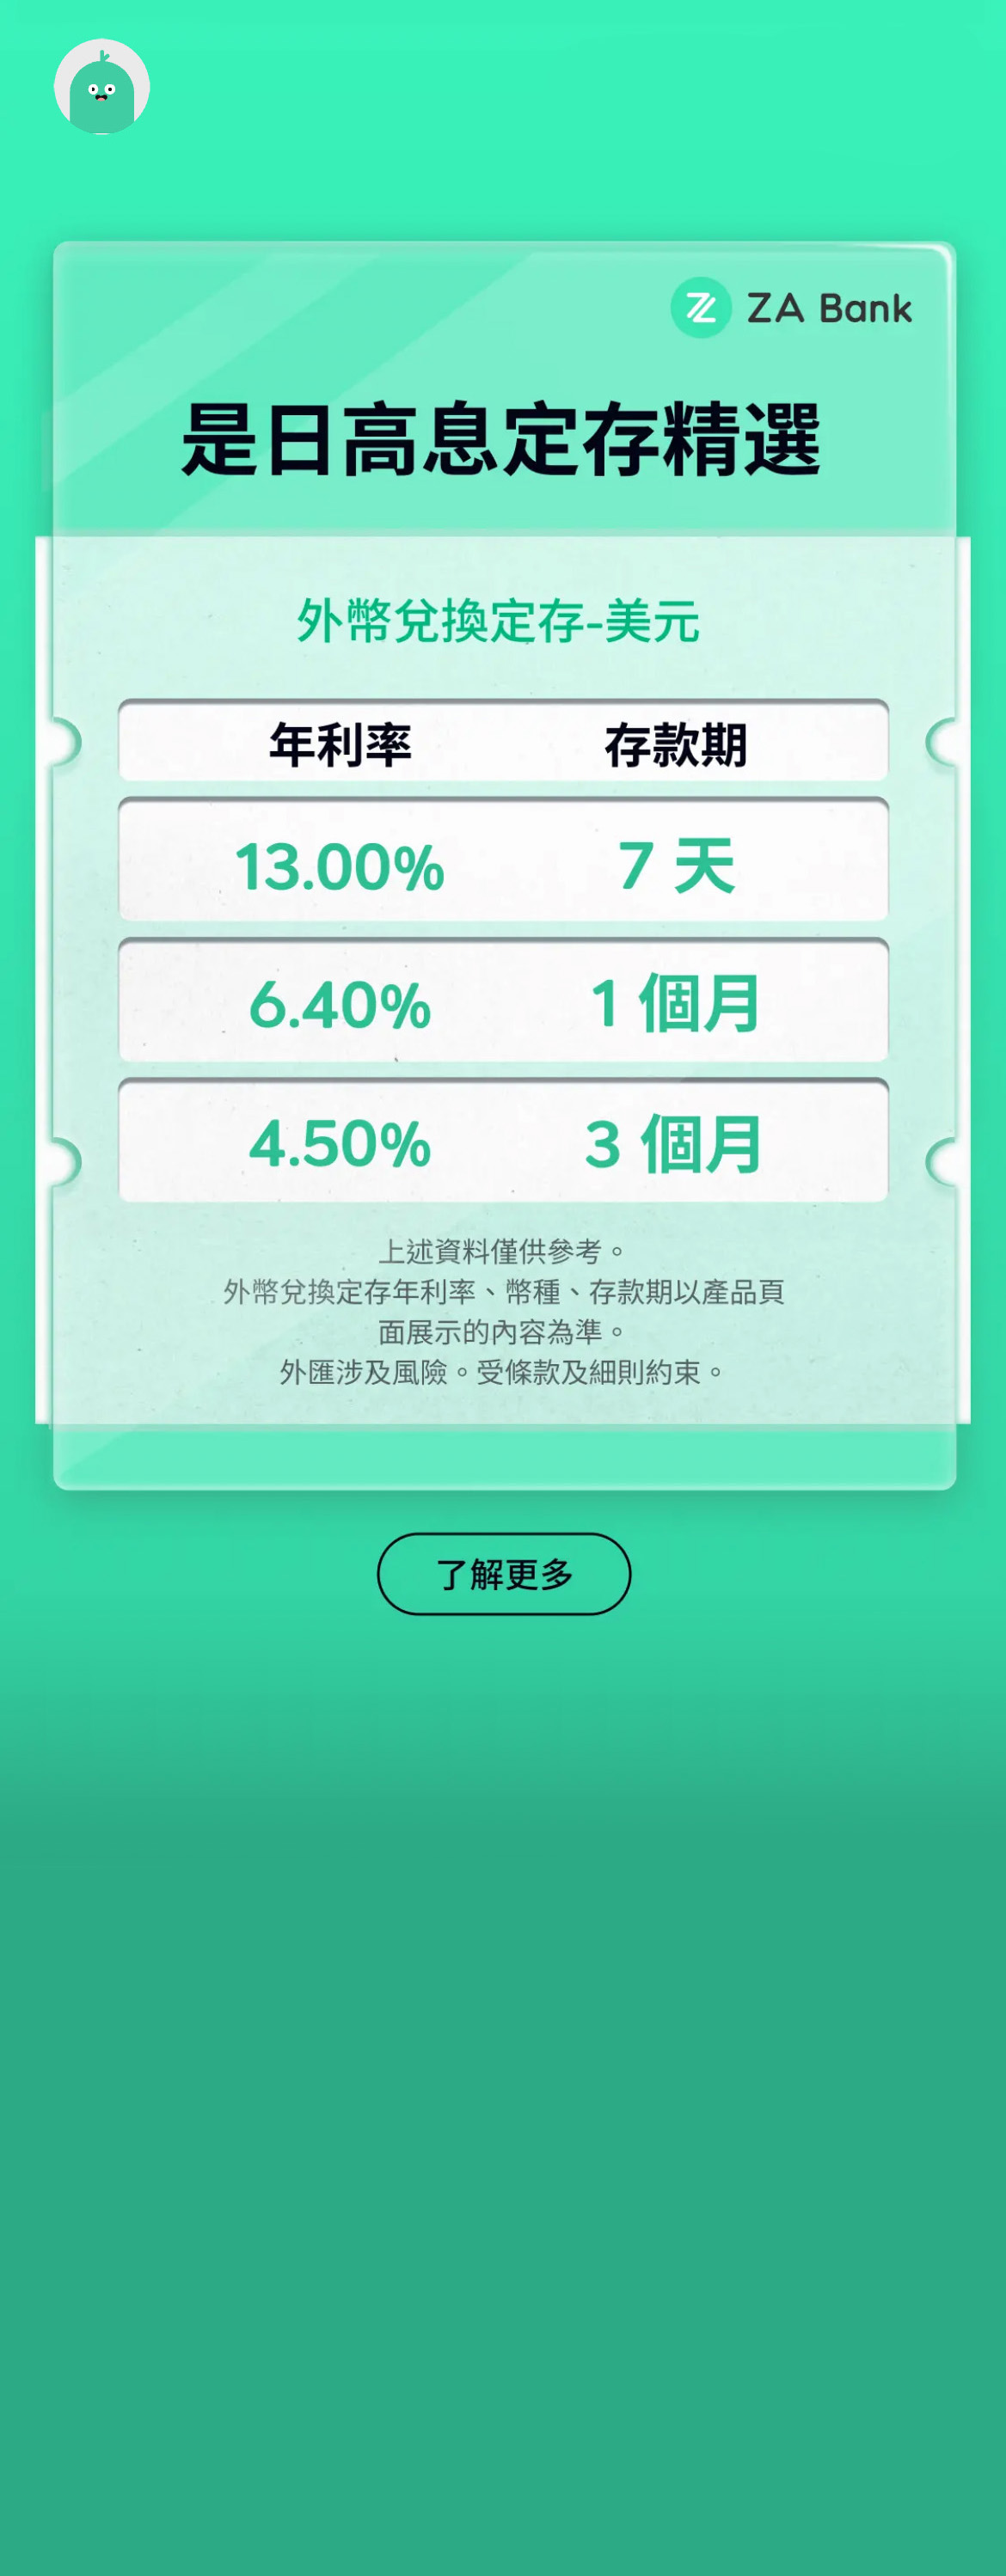 ZA Bank
是日高息定存精選
外幣兌換定存-美元
年利率 存款期
13.00% 7 天
6.40% 1 個月
4.50% 3 個月
上述資料僅供參考。
外幣兌換定存年利率、幣種、存款期以產品頁
面展示的內容為準。
外匯涉及風險。受條款及細則約束。
了解更多